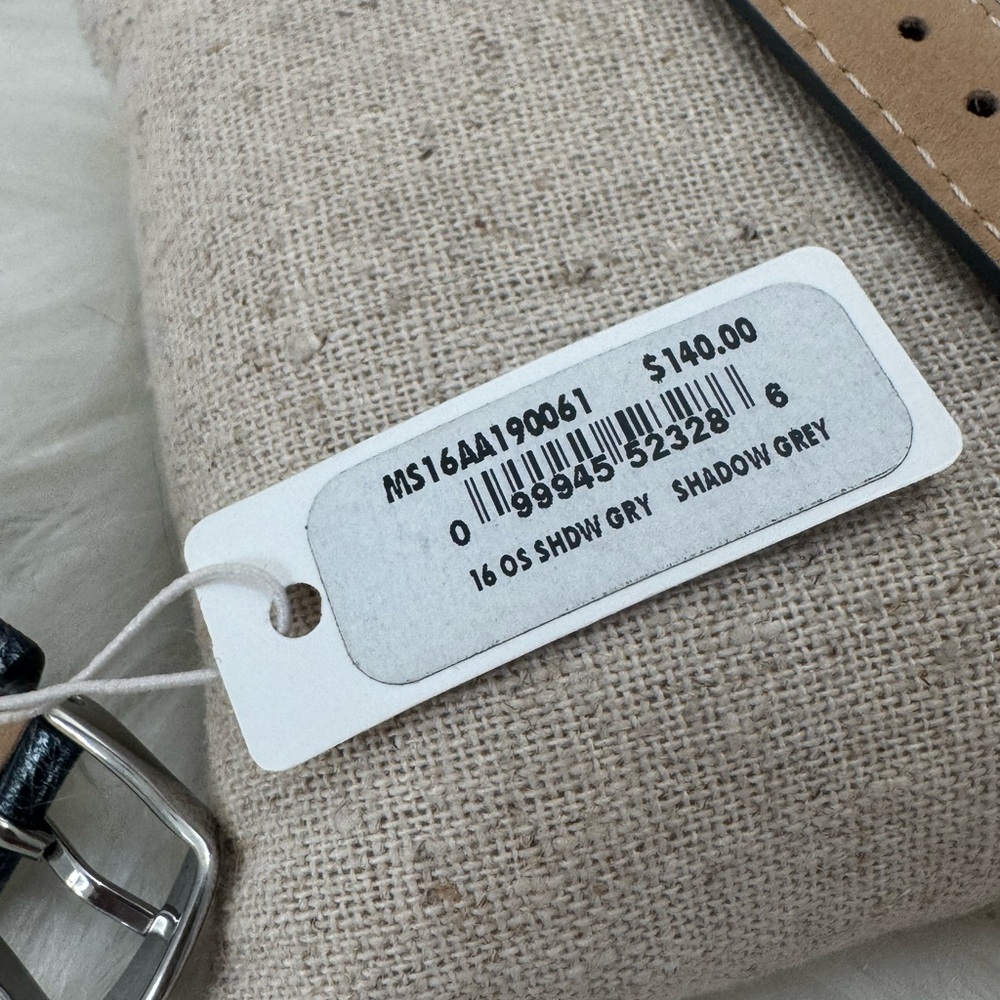 MS16AA190061 $140.00
0 99945 52328 6
16 OS SHDW GRY SHADOW GREY